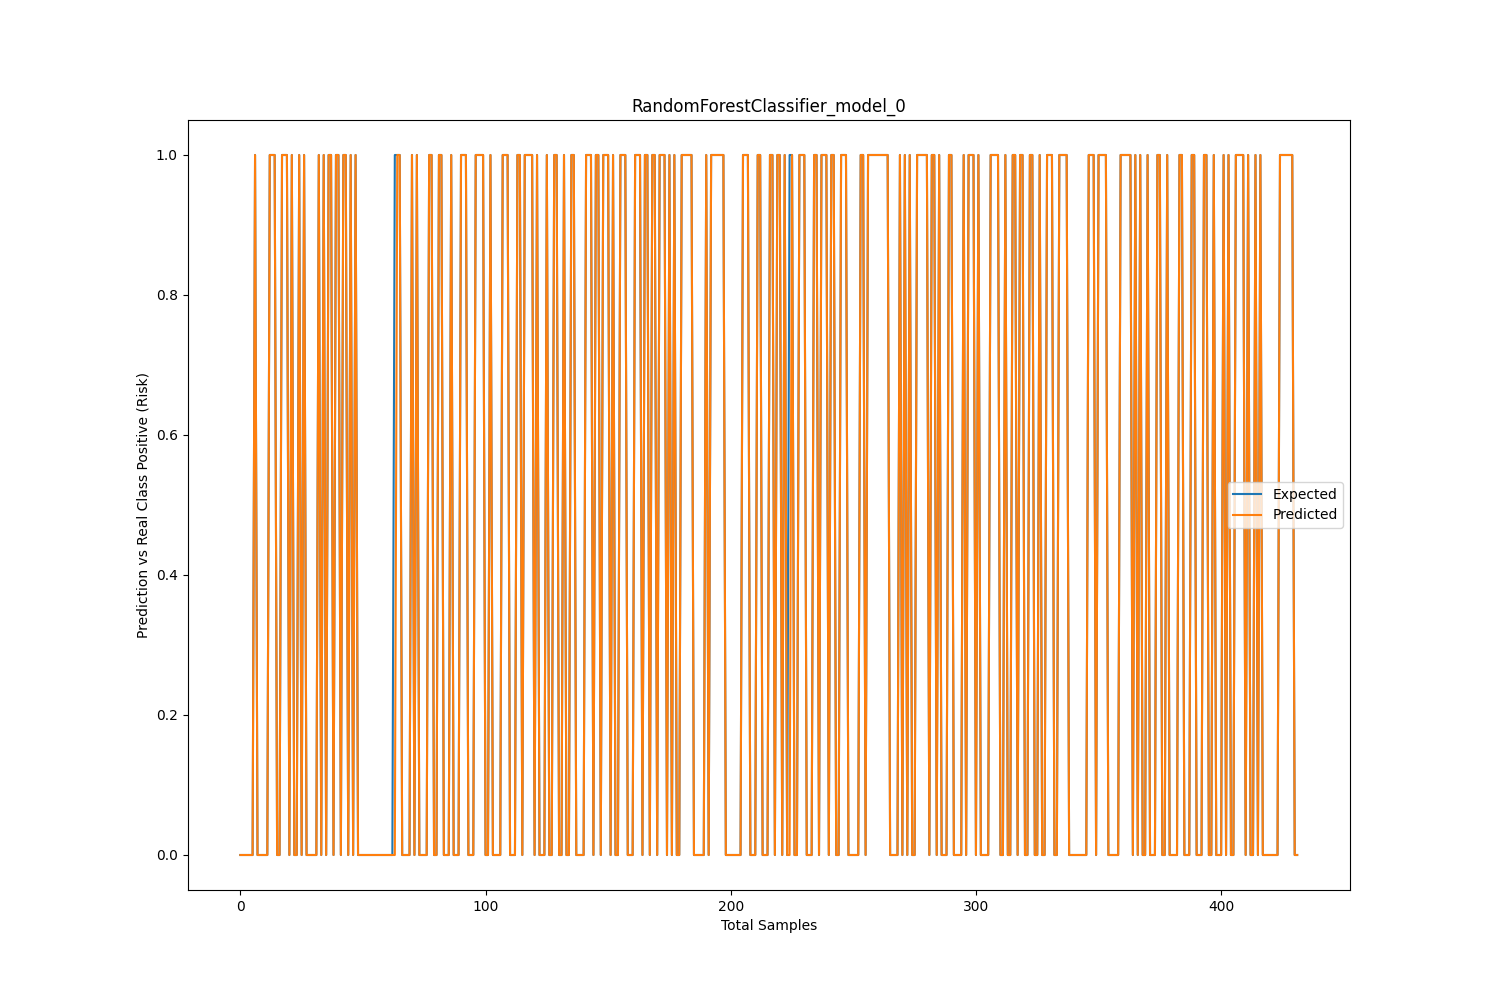 RandomForestClassifier_model_0
1.0
0.8
0.6
0.4
0.2
0.0
Prediction vs Real Class Positive (Risk)
Expected
Predicted
0
100
200
300
400
Total Samples